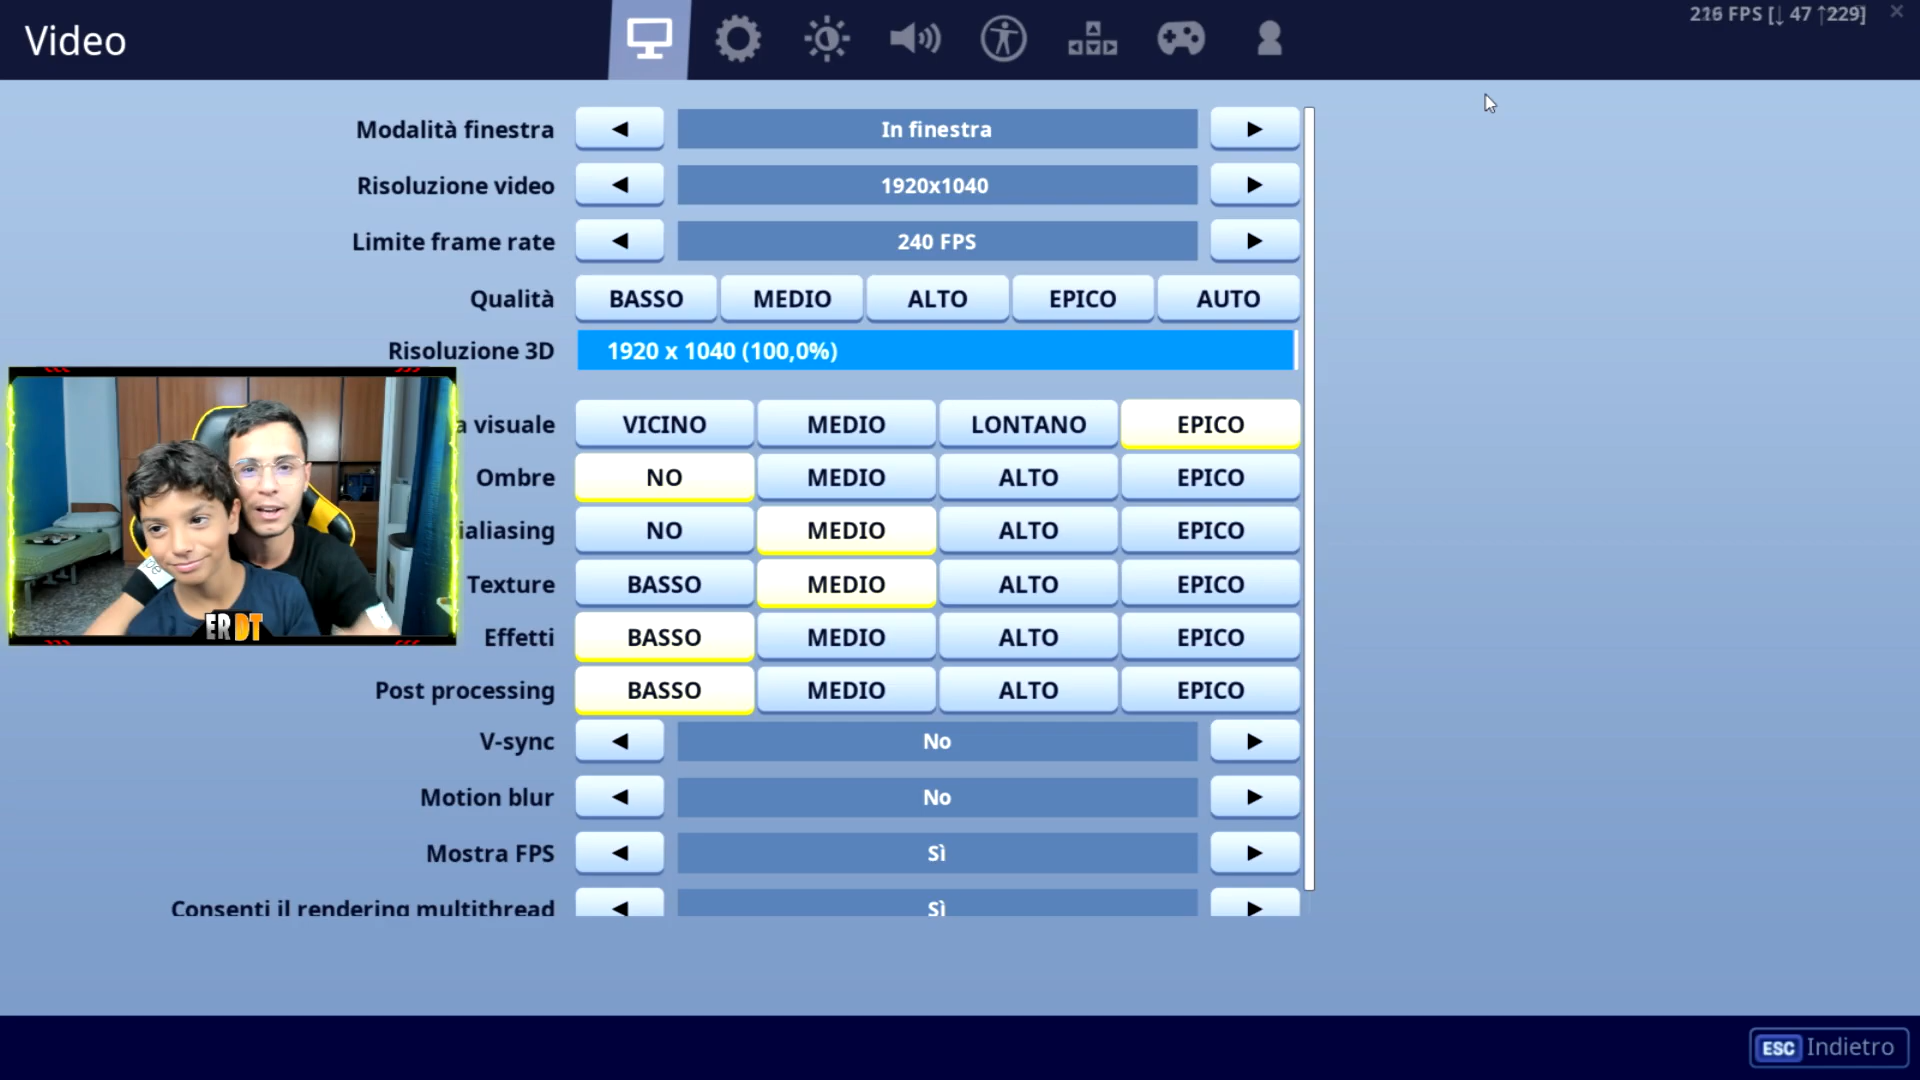 Video
216 FPS [↓ 47 ↑229]
Modalità finestra ◀ In finestra ▶
Risoluzione video ◀ 1920x1040 ▶
Limite frame rate ◀ 240 FPS ▶
Qualità BASSO MEDIO ALTO EPICO AUTO
Risoluzione 3D 1920 x 1040 (100,0%)
a visuale VICINO MEDIO LONTANO EPICO
Ombre NO MEDIO ALTO EPICO
ialiasing NO MEDIO ALTO EPICO
Texture BASSO MEDIO ALTO EPICO
Effetti BASSO MEDIO ALTO EPICO
Post processing BASSO MEDIO ALTO EPICO
V-sync ◀ No ▶
Motion blur ◀ No ▶
Mostra FPS ◀ Sì ▶
Consenti il rendering multithread ◀ Sì ▶
ERDT
ESC Indietro